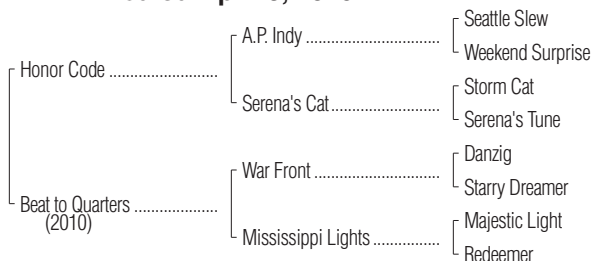 Seattle Slew
A.P. Indy
Weekend Surprise
Honor Code
Storm Cat
Serena's Cat
Serena's Tune
Danzig
War Front
Starry Dreamer
Beat to Quarters
(2010)
Majestic Light
Mississippi Lights
Redeemer